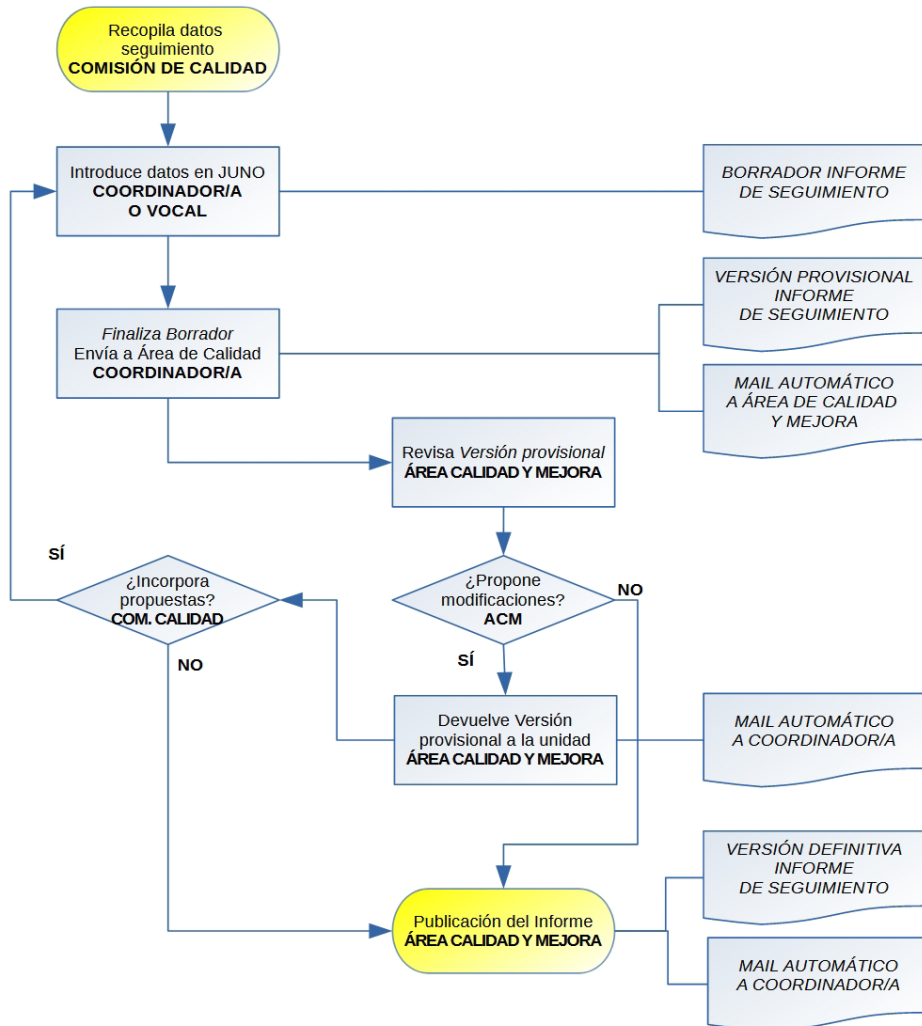 Recopila datos
seguimiento
COMISIÓN DE CALIDAD
Introduce datos en JUNO
COORDINADOR/A
O VOCAL
BORRADOR INFORME
DE SEGUIMIENTO
VERSIÓN PROVISIONAL
INFORME
DE SEGUIMIENTO
Finaliza Borrador
Envía a Área de Calidad
COORDINADOR/A
MAIL AUTOMÁTICO
A ÁREA DE CALIDAD
Y MEJORA
Revisa Versión provisional
ÁREA CALIDAD Y MEJORA
SÍ
¿Incorpora
propuestas?
COM. CALIDAD
NO
¿Propone
modificaciones?
ACM
NO
SÍ
Devuelve Versión
provisional a la unidad
ÁREA CALIDAD Y MEJORA
MAIL AUTOMÁTICO
A COORDINADOR/A
VERSIÓN DEFINITIVA
INFORME
DE SEGUIMIENTO
Publicación del Informe
ÁREA CALIDAD Y MEJORA
MAIL AUTOMÁTICO
A COORDINADOR/A